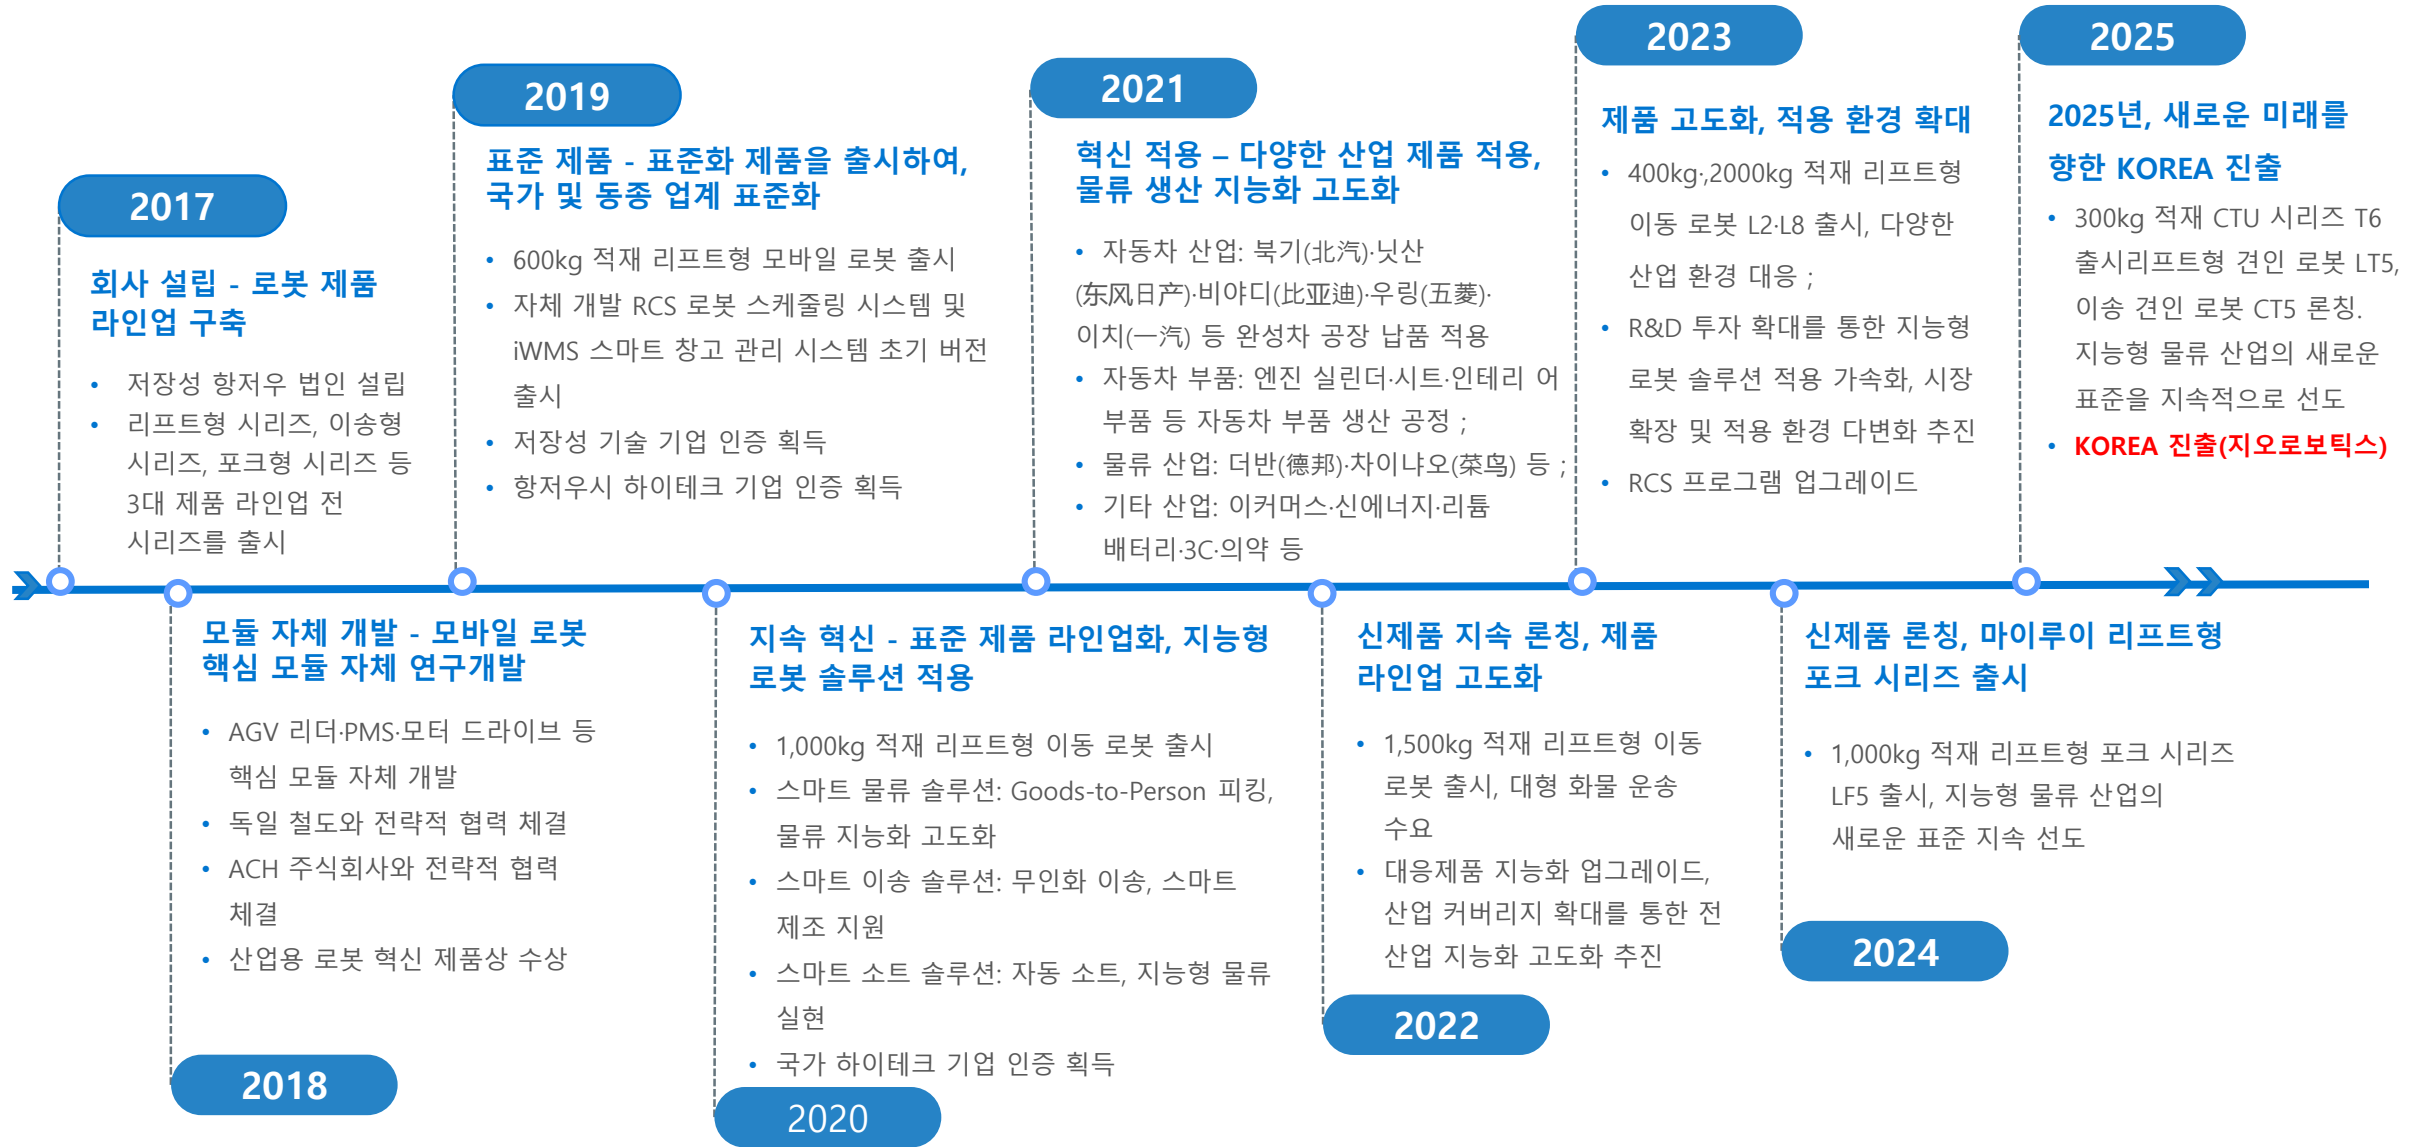 2017
회사 설립 - 로봇 제품
라인업 구축
• 저장성 항저우 법인 설립
• 리프트형 시리즈, 이송형
시리즈, 포크형 시리즈 등
3대 제품 라인업 전
시리즈를 출시
2018
모듈 자체 개발 - 모바일 로봇
핵심 모듈 자체 연구개발
• AGV 리더·PMS·모터 드라이브 등
핵심 모듈 자체 개발
• 독일 철도와 전략적 협력 체결
• ACH 주식회사와 전략적 협력
체결
• 산업용 로봇 혁신 제품상 수상
2019
표준 제품 - 표준화 제품을 출시하여,
국가 및 동종 업계 표준화
• 600kg 적재 리프트형 모바일 로봇 출시
• 자체 개발 RCS 로봇 스케줄링 시스템 및
iWMS 스마트 창고 관리 시스템 초기 버전
출시
• 저장성 기술 기업 인증 획득
• 항저우시 하이테크 기업 인증 획득
2020
지속 혁신 - 표준 제품 라인업화, 지능형
로봇 솔루션 적용
• 1,000kg 적재 리프트형 이동 로봇 출시
• 스마트 물류 솔루션: Goods-to-Person 피킹,
물류 지능화 고도화
• 스마트 이송 솔루션: 무인화 이송, 스마트
제조 지원
• 스마트 소트 솔루션: 자동 소트, 지능형 물류
실현
• 국가 하이테크 기업 인증 획득
2021
혁신 적용 – 다양한 산업 제품 적용,
물류 생산 지능화 고도화
• 자동차 산업: 북기(北汽)·닛산
(东风日产)·비야디(比亚迪)·우링(五菱)·
이치(一汽) 등 완성차 공장 납품 적용
• 자동차 부품: 엔진 실린더·시트·인테리 어
부품 등 자동차 부품 생산 공정 ;
• 물류 산업: 더반(德邦)·차이냐오(菜鸟) 등 ;
• 기타 산업: 이커머스·신에너지·리튬
배터리·3C·의약 등
2022
신제품 지속 론칭, 제품
라인업 고도화
• 1,500kg 적재 리프트형 이동
로봇 출시, 대형 화물 운송
수요
• 대응제품 지능화 업그레이드,
산업 커버리지 확대를 통한 전
산업 지능화 고도화 추진
2023
제품 고도화, 적용 환경 확대
• 400kg·,2000kg 적재 리프트형
이동 로봇 L2·L8 출시, 다양한
산업 환경 대응 ;
• R&D 투자 확대를 통한 지능형
로봇 솔루션 적용 가속화, 시장
확장 및 적용 환경 다변화 추진
• RCS 프로그램 업그레이드
2024
신제품 론칭, 마이루이 리프트형
포크 시리즈 출시
• 1,000kg 적재 리프트형 포크 시리즈
LF5 출시, 지능형 물류 산업의
새로운 표준 지속 선도
2025
2025년, 새로운 미래를
향한 KOREA 진출
• 300kg 적재 CTU 시리즈 T6
출시리프트형 견인 로봇 LT5,
이송 견인 로봇 CT5 론칭.
지능형 물류 산업의 새로운
표준을 지속적으로 선도
• KOREA 진출(지오로보틱스)